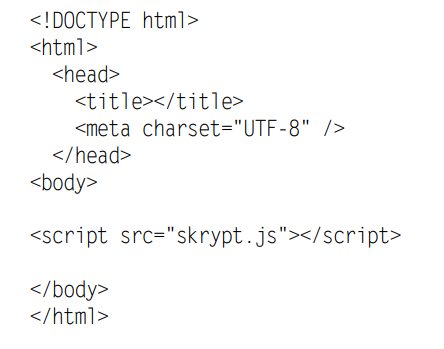 <!DOCTYPE html>
<html>
<head>
<title></title>
<meta charset="UTF-8" />
</head>
<body>
<script src="skrypt.js"></script>
</body>
</html>